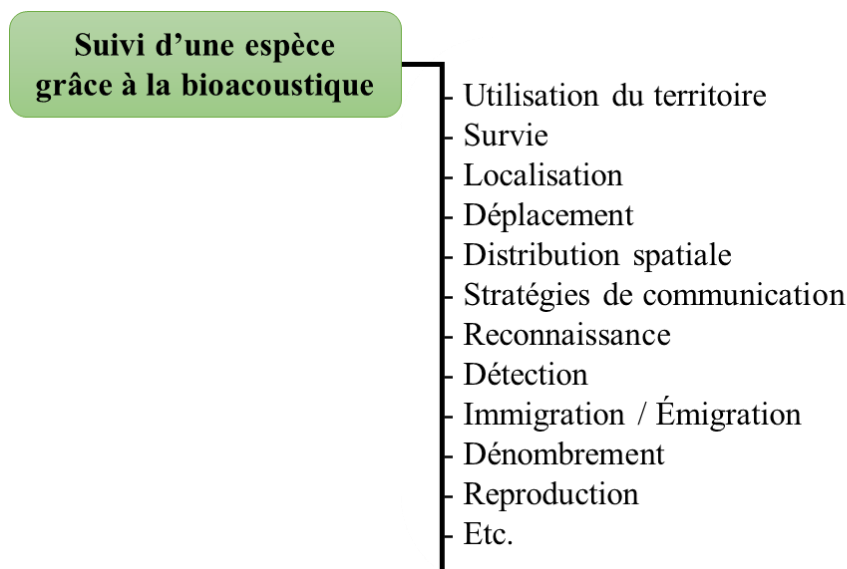 Suivi d’une espèce
grâce à la bioacoustique
- Utilisation du territoire
- Survie
- Localisation
- Déplacement
- Distribution spatiale
- Stratégies de communication
- Reconnaissance
- Détection
- Immigration / Émigration
- Dénombrement
- Reproduction
- Etc.